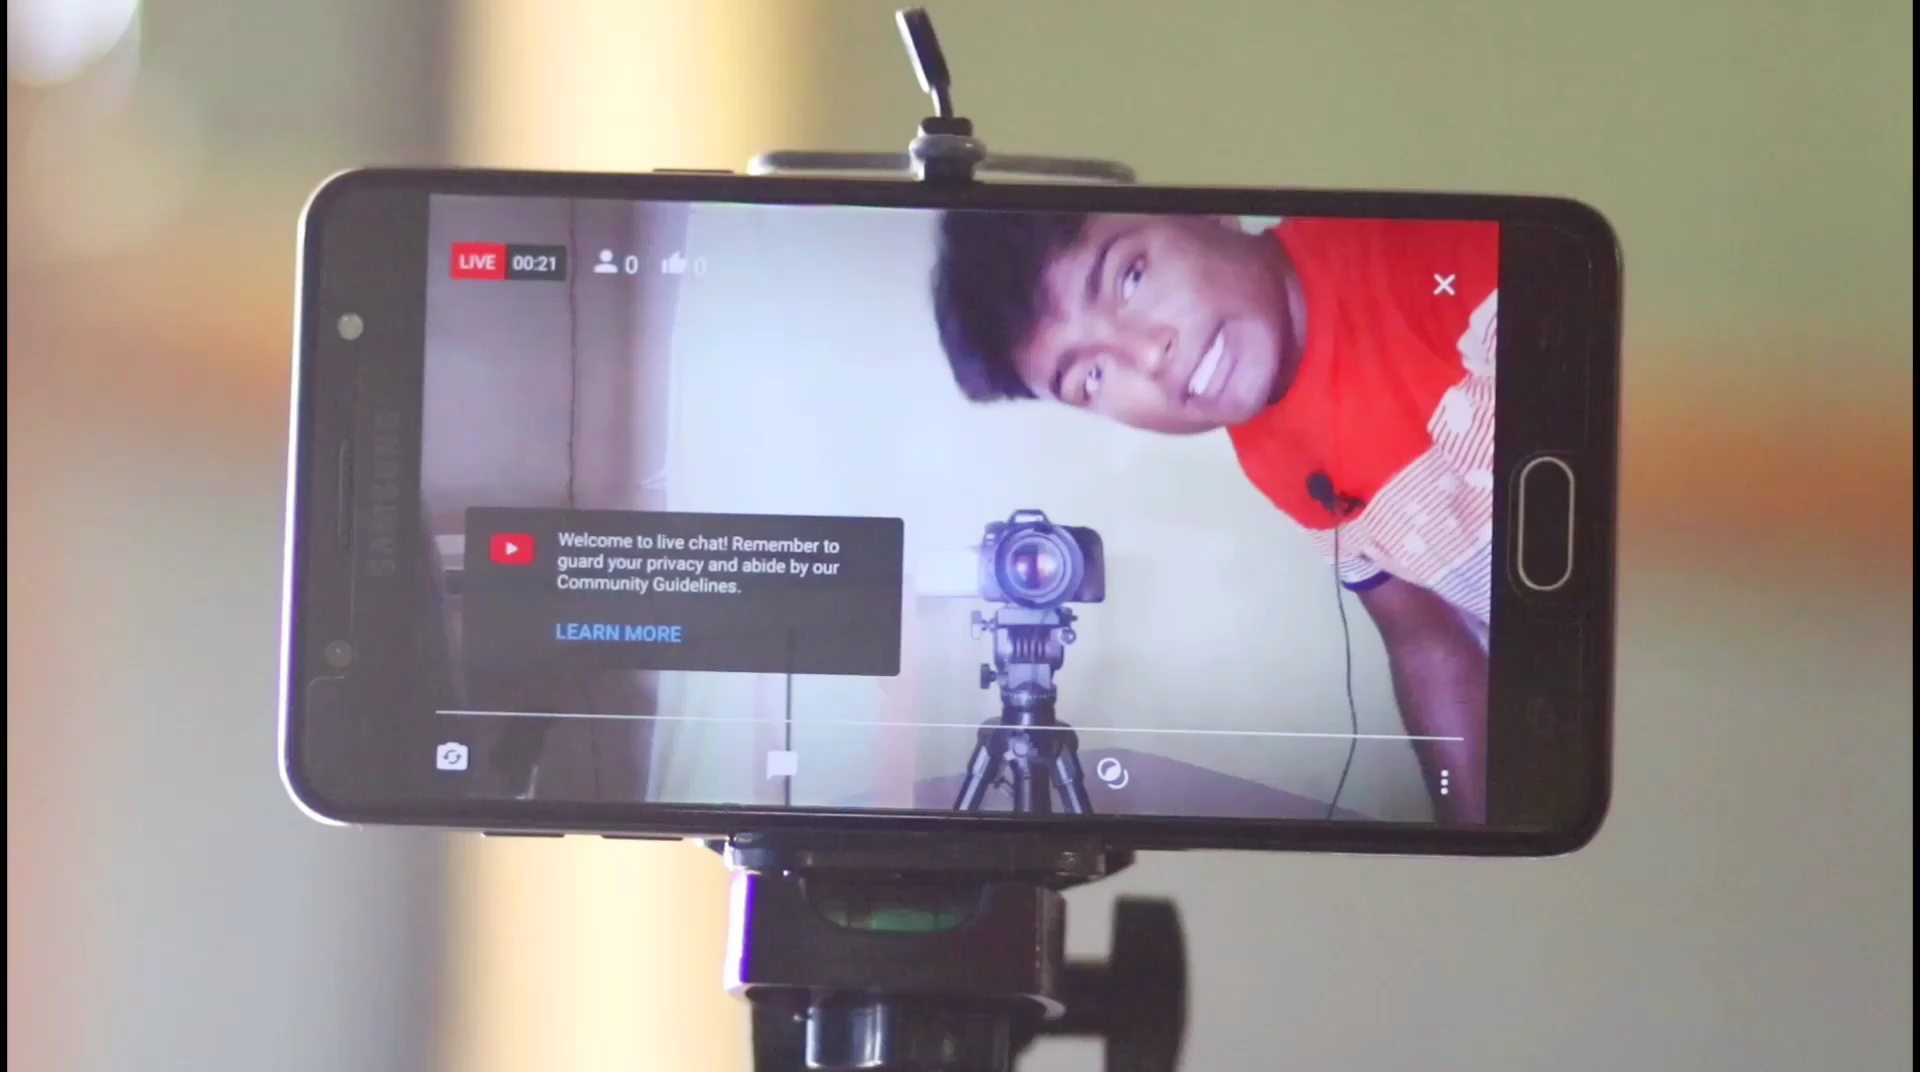 LIVE 00:21 0 0
SAMSUNG
Welcome to live chat! Remember to
guard your privacy and abide by our
Community Guidelines.
LEARN MORE